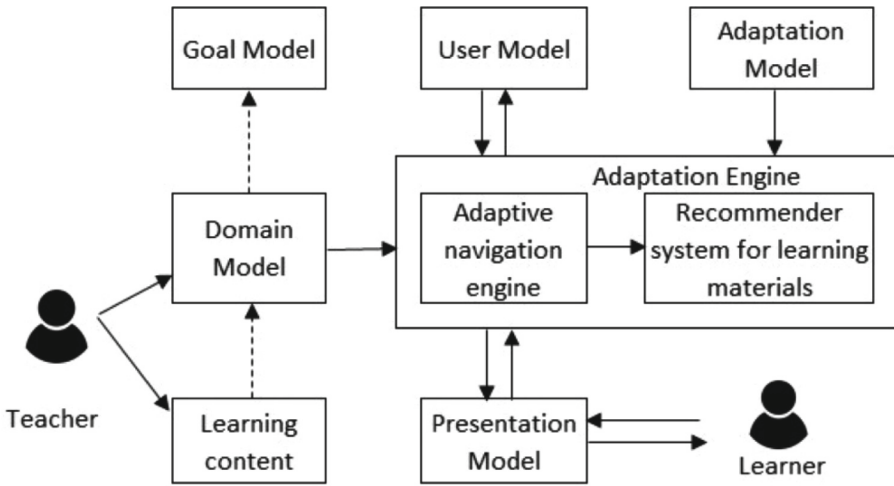 Goal Model
User Model
Adaptation
Model
Adaptation Engine
Domain
Model
Adaptive
navigation
engine
Recommender
system for learning
materials
Teacher
Learning
content
Presentation
Model
Learner